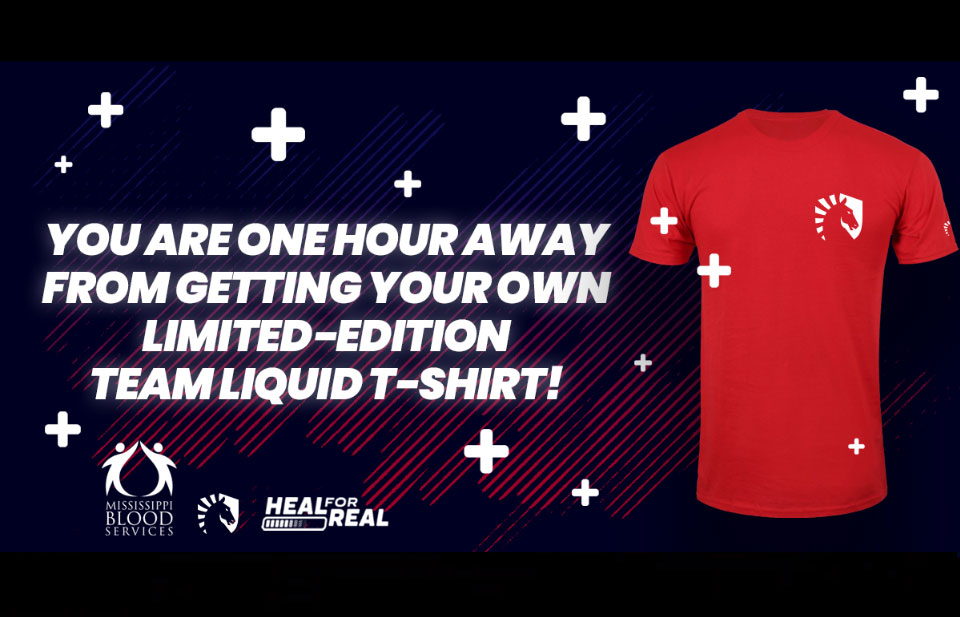 YOU ARE ONE HOUR AWAY
FROM GETTING YOUR OWN
LIMITED-EDITION
TEAM LIQUID T-SHIRT!
MISSISSIPPI
BLOOD
SERVICES
HEAL FOR
REAL